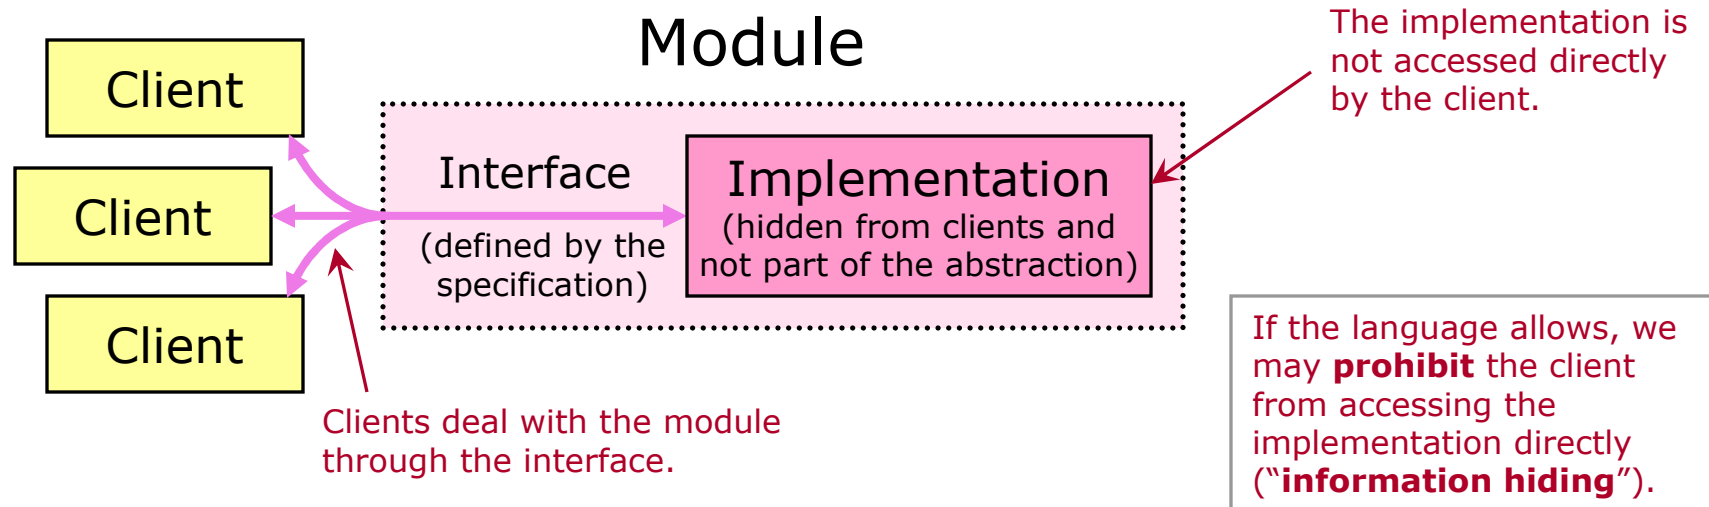 Module
Client
Client
Client
Interface
(defined by the
specification)
Implementation
(hidden from clients and
not part of the abstraction)
The implementation is
not accessed directly
by the client.
Clients deal with the module
through the interface.
If the language allows, we
may prohibit the client
from accessing the
implementation directly
(“information hiding”).